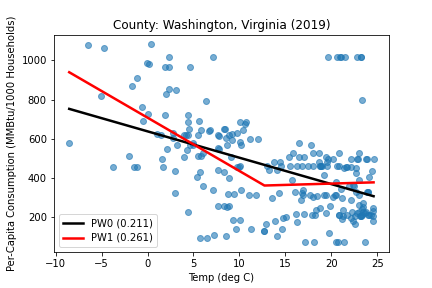 County: Washington, Virginia (2019)
Per-Capita Consumption (MMBtu/1000 Households)
1000
800
600
400
200
PW0 (0.211)
PW1 (0.261)
−10 −5 0 5 10 15 20 25
Temp (deg C)